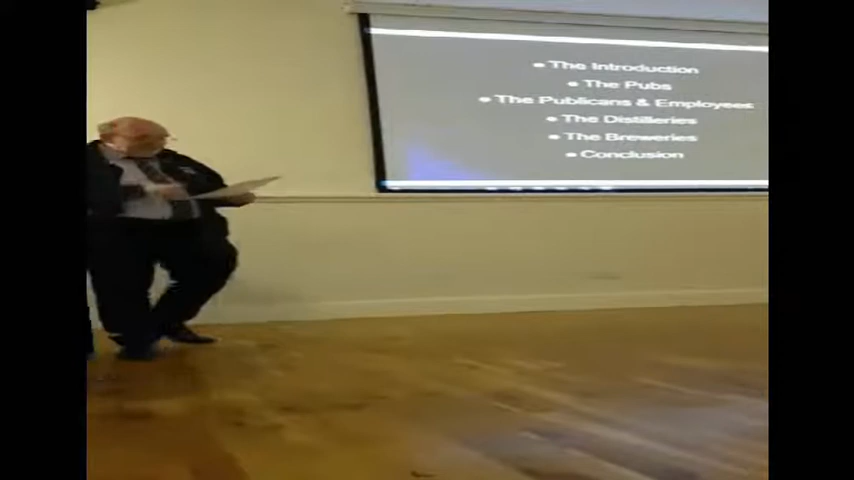 • The Introduction
• The Pubs
• The Publicans & Employees
• The Distilleries
• The Breweries
• Conclusion